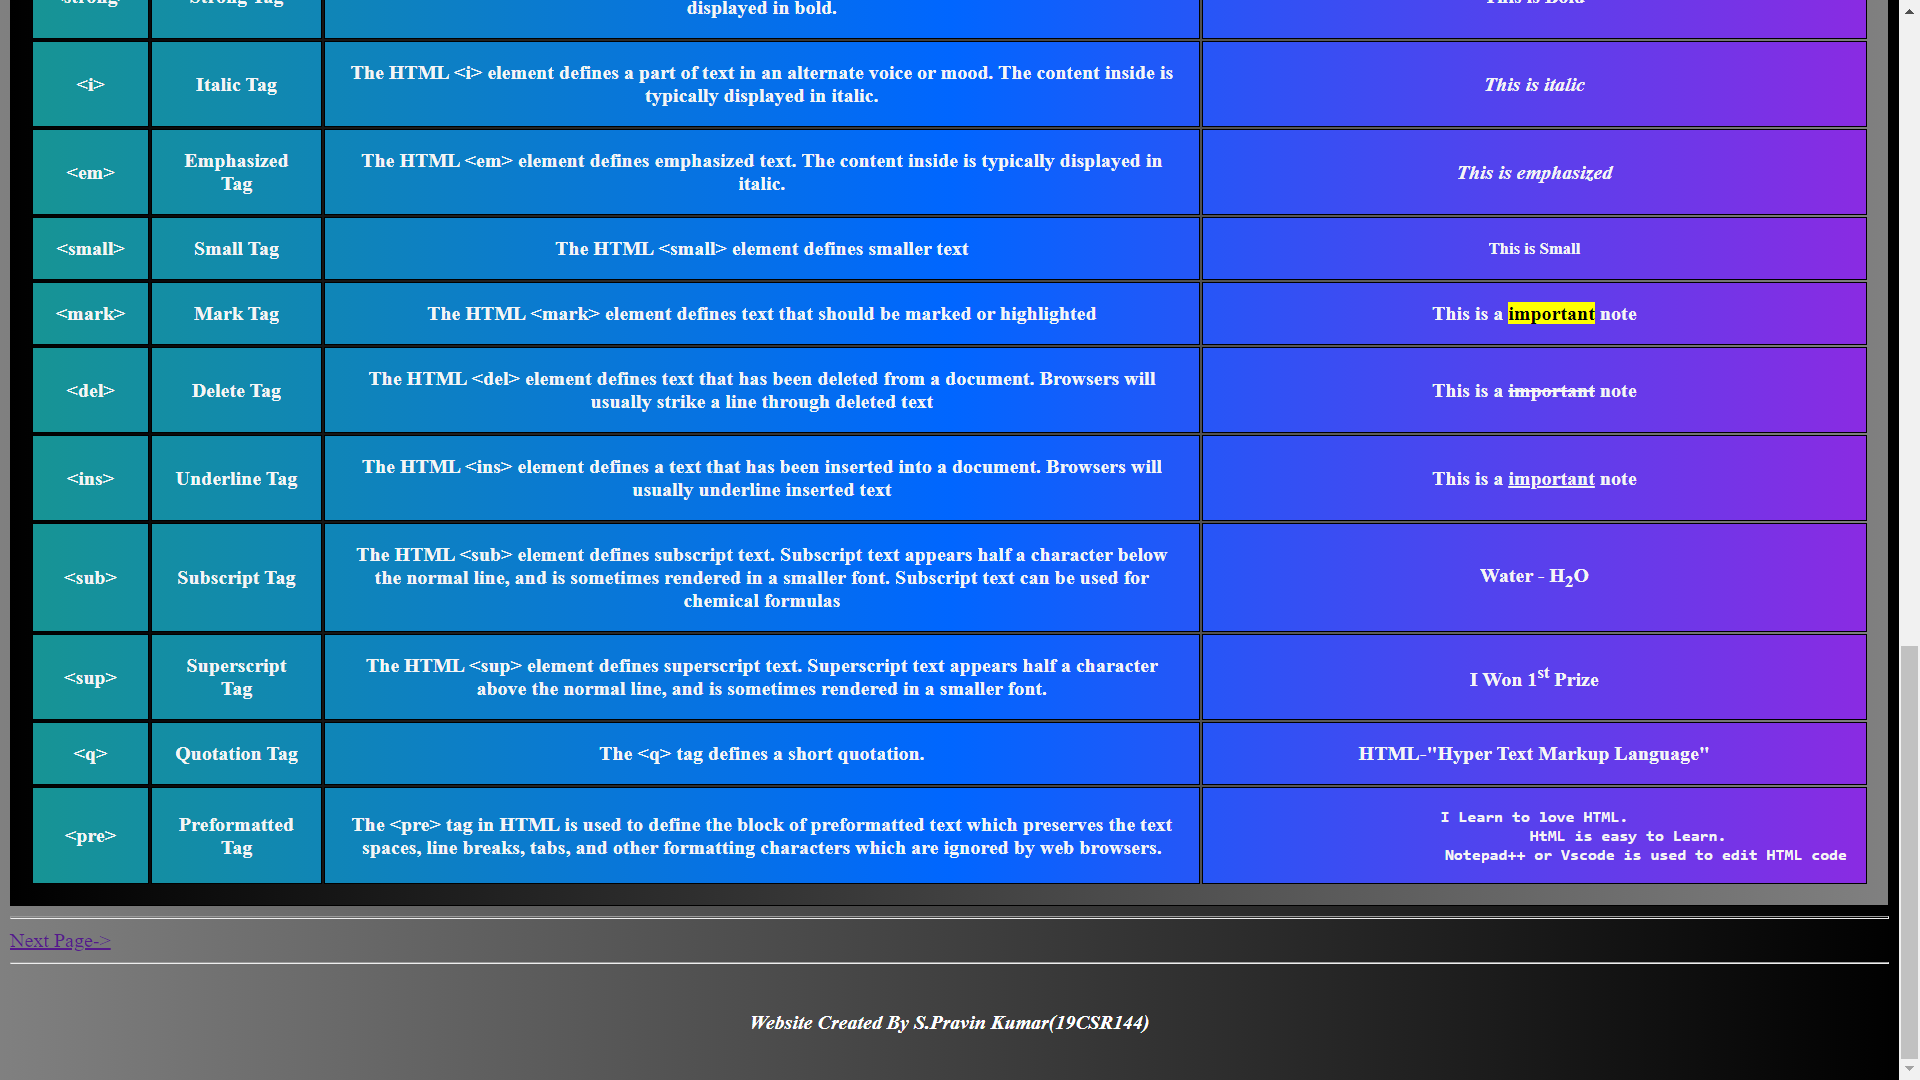 <strong>
Strong Tag
displayed in bold.
This is Bold
<i>
Italic Tag
The HTML <i> element defines a part of text in an alternate voice or mood. The content inside is
typically displayed in italic.
This is italic
<em>
Emphasized
Tag
The HTML <em> element defines emphasized text. The content inside is typically displayed in
italic.
This is emphasized
<small>
Small Tag
The HTML <small> element defines smaller text
This is Small
<mark>
Mark Tag
The HTML <mark> element defines text that should be marked or highlighted
This is a important note
<del>
Delete Tag
The HTML <del> element defines text that has been deleted from a document. Browsers will
usually strike a line through deleted text
This is a important note
<ins>
Underline Tag
The HTML <ins> element defines a text that has been inserted into a document. Browsers will
usually underline inserted text
This is a important note
<sub>
Subscript Tag
The HTML <sub> element defines subscript text. Subscript text appears half a character below
the normal line, and is sometimes rendered in a smaller font. Subscript text can be used for
chemical formulas
Water - H2O
<sup>
Superscript
Tag
The HTML <sup> element defines superscript text. Superscript text appears half a character
above the normal line, and is sometimes rendered in a smaller font.
I Won 1st Prize
<q>
Quotation Tag
The <q> tag defines a short quotation.
HTML-"Hyper Text Markup Language"
<pre>
Preformatted
Tag
The <pre> tag in HTML is used to define the block of preformatted text which preserves the text
spaces, line breaks, tabs, and other formatting characters which are ignored by web browsers.
I Learn to love HTML.
HtML is easy to Learn.
Notepad++ or Vscode is used to edit HTML code
Next Page->
Website Created By S.Pravin Kumar(19CSR144)